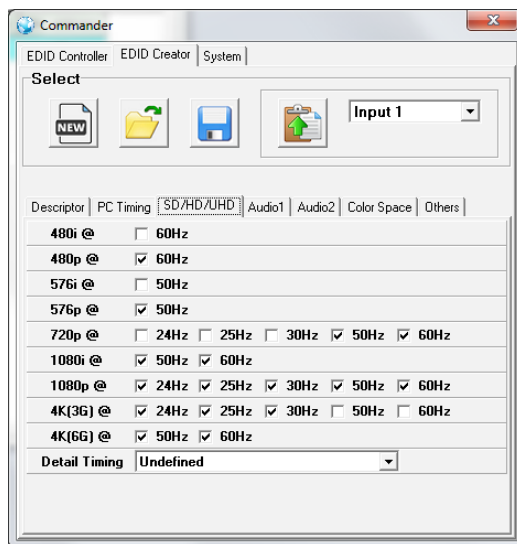 Commander
EDID Controller EDID Creator System
Select
NEW
Input 1
Descriptor PC Timing SD/HD/UHD Audio1 Audio2 Color Space Others
480i @ 60Hz
480p @ 60Hz
576i @ 50Hz
576p @ 50Hz
720p @ 24Hz 25Hz 30Hz 50Hz 60Hz
1080i @ 50Hz 60Hz
1080p @ 24Hz 25Hz 30Hz 50Hz 60Hz
4K(3G) @ 24Hz 25Hz 30Hz 50Hz 60Hz
4K(6G) @ 50Hz 60Hz
Detail Timing Undefined